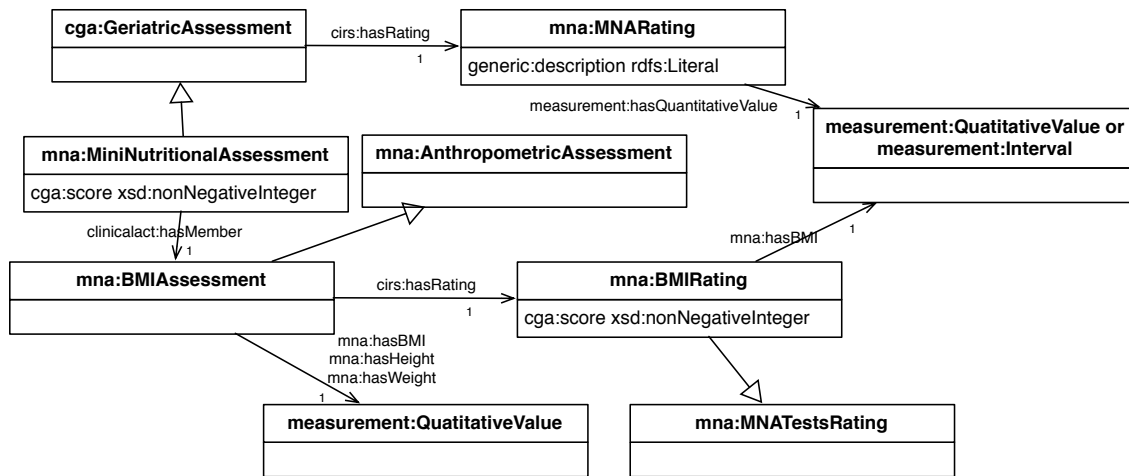 cga:GeriatricAssessment
cirs:hasRating
1
mna:MNARating
generic:description rdfs:Literal
measurement:hasQuantitativeValue
1
measurement:QuatitativeValue or
measurement:Interval
mna:MiniNutritionalAssessment
cga:score xsd:nonNegativeInteger
mna:AnthropometricAssessment
clinicalact:hasMember
1
mna:hasBMI
1
mna:BMIAssessment
cirs:hasRating
1
mna:BMIRating
cga:score xsd:nonNegativeInteger
mna:hasBMI
mna:hasHeight
mna:hasWeight
1
measurement:QuatitativeValue
mna:MNATestsRating